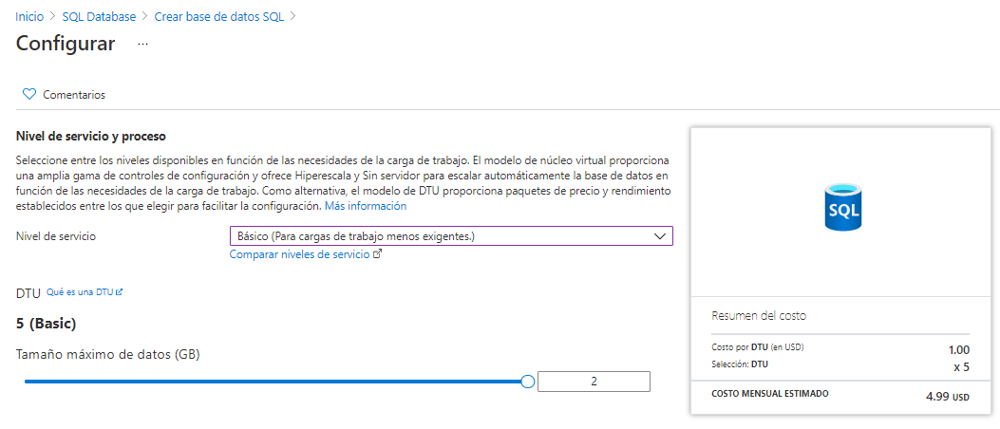 Inicio > SQL Database > Crear base de datos SQL >
Configurar ...
Comentarios
Nivel de servicio y proceso
Seleccione entre los niveles disponibles en función de las necesidades de la carga de trabajo. El modelo de núcleo virtual proporciona
una amplia gama de controles de configuración y ofrece Hiperescala y Sin servidor para escalar automáticamente la base de datos en
función de las necesidades de la carga de trabajo. Como alternativa, el modelo de DTU proporciona paquetes de precio y rendimiento
establecidos entre los que elegir para facilitar la configuración. Más información
Nivel de servicio
Básico (Para cargas de trabajo menos exigentes.)
Comparar niveles de servicio
DTU Qué es una DTU
5 (Basic)
Tamaño máximo de datos (GB)
2
SQL
Resumen del costo
Costo por DTU (en USD) 1.00
Selección: DTU x 5
COSTO MENSUAL ESTIMADO 4.99 USD